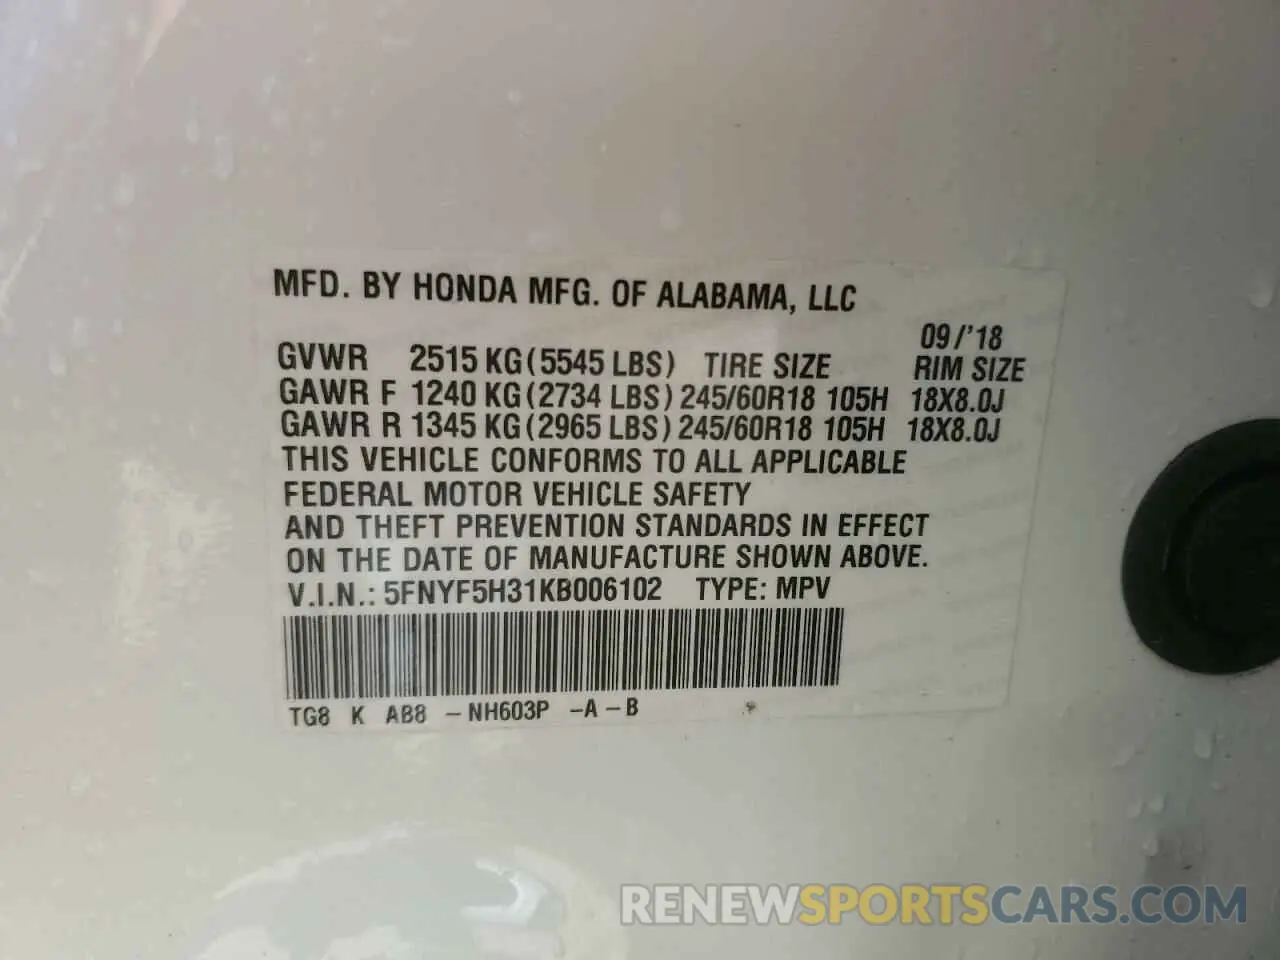 MFD. BY HONDA MFG. OF ALABAMA, LLC
09/'18
GVWR 2515 KG (5545 LBS) TIRE SIZE RIM SIZE
GAWR F 1240 KG (2734 LBS) 245/60R18 105H 18X8.0J
GAWR R 1345 KG (2965 LBS) 245/60R18 105H 18X8.0J
THIS VEHICLE CONFORMS TO ALL APPLICABLE
FEDERAL MOTOR VEHICLE SAFETY
AND THEFT PREVENTION STANDARDS IN EFFECT
ON THE DATE OF MANUFACTURE SHOWN ABOVE.
V.I.N.: 5FNYF5H31KB006102 TYPE: MPV
TG8 K AB8 -NH603P -A-B
RENEWSPORTSCARS.COM